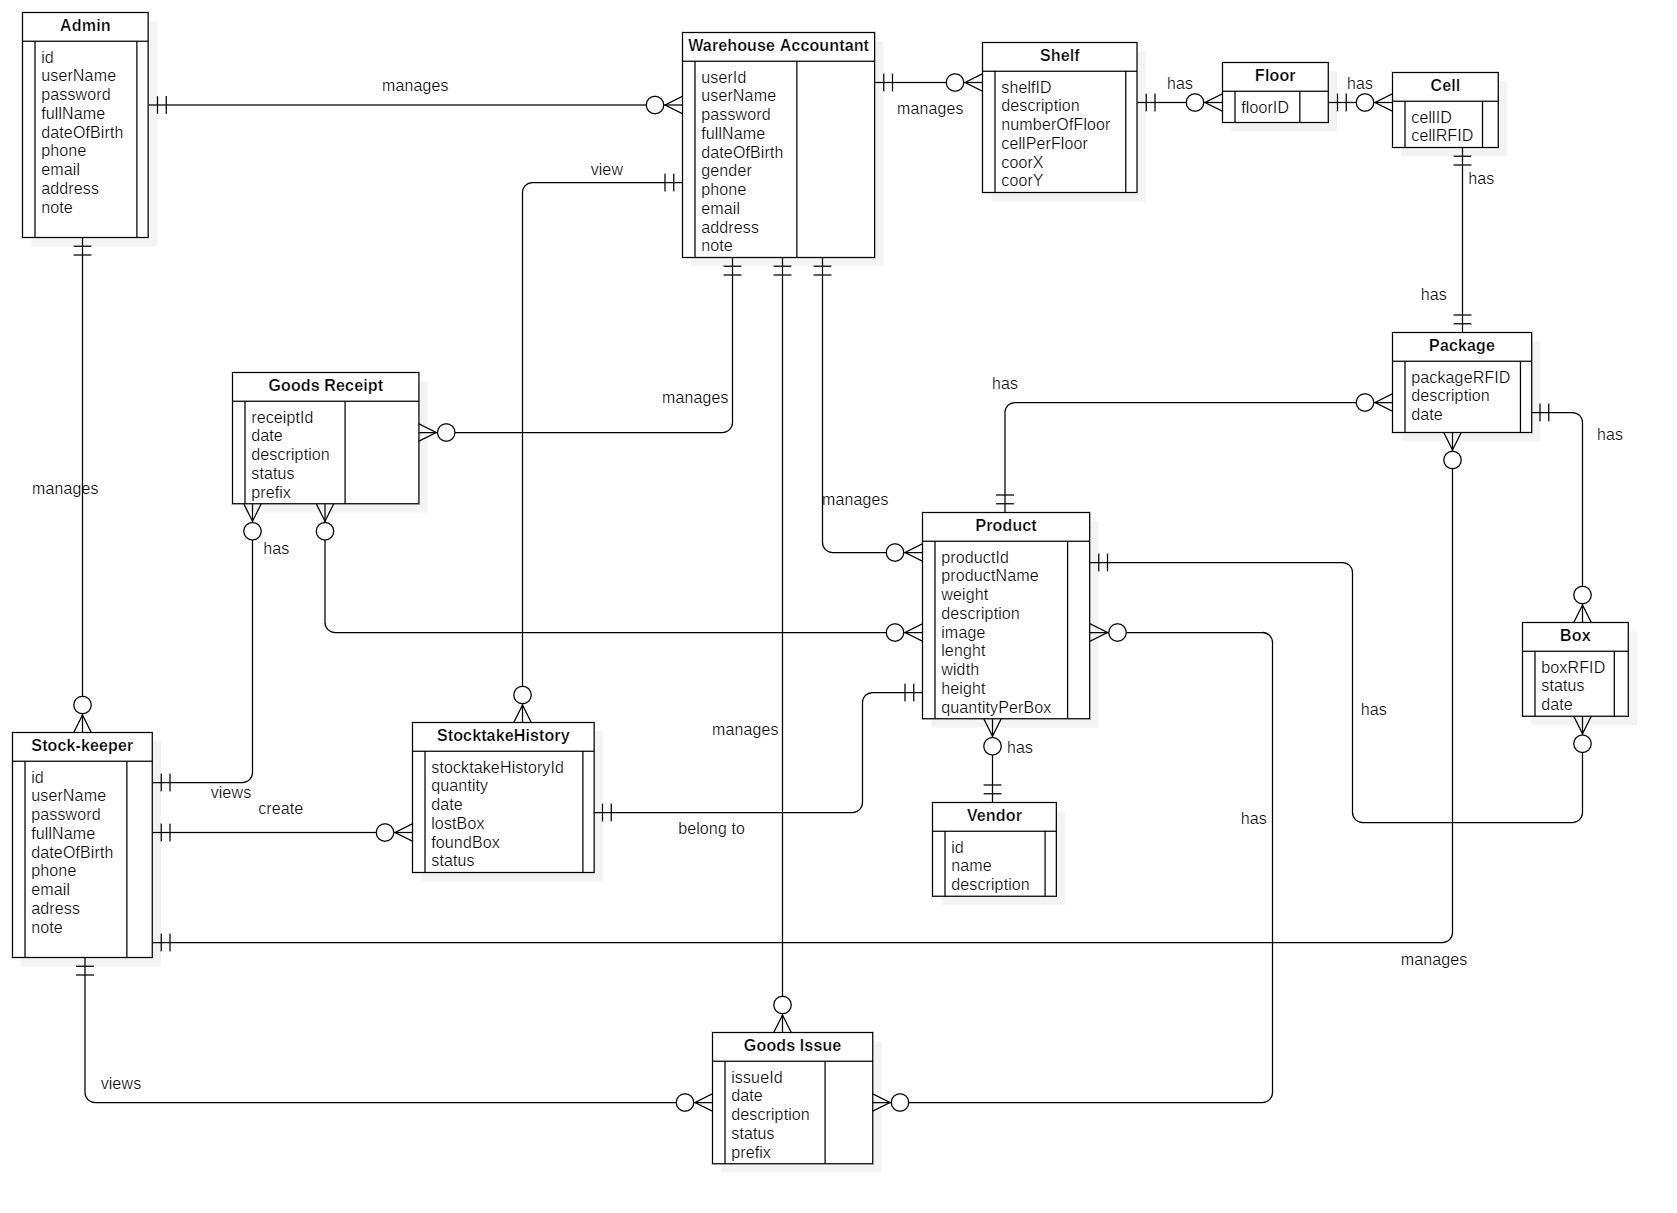 Admin
id
userName
password
fullName
dateOfBirth
phone
email
address
note
manages
Warehouse Accountant
userId
userName
password
fullName
dateOfBirth
gender
phone
email
address
note
manages
Shelf
shelfID
description
numberOfFloor
cellPerFloor
coorX
coorY
has
Floor
floorID
has
Cell
cellID
cellRFID
has
view
has
Package
packageRFID
description
date
has
has
Goods Receipt
receiptId
date
description
status
prefix
manages
manages
manages
has
Product
productId
productName
weight
description
image
lenght
width
height
quantityPerBox
Box
boxRFID
status
date
has
manages
has
Stock-keeper
id
userName
password
fullName
dateOfBirth
phone
email
adress
note
views
create
StocktakeHistory
stocktakeHistoryId
quantity
date
lostBox
foundBox
status
belong to
Vendor
id
name
description
has
manages
views
Goods Issue
issueId
date
description
status
prefix